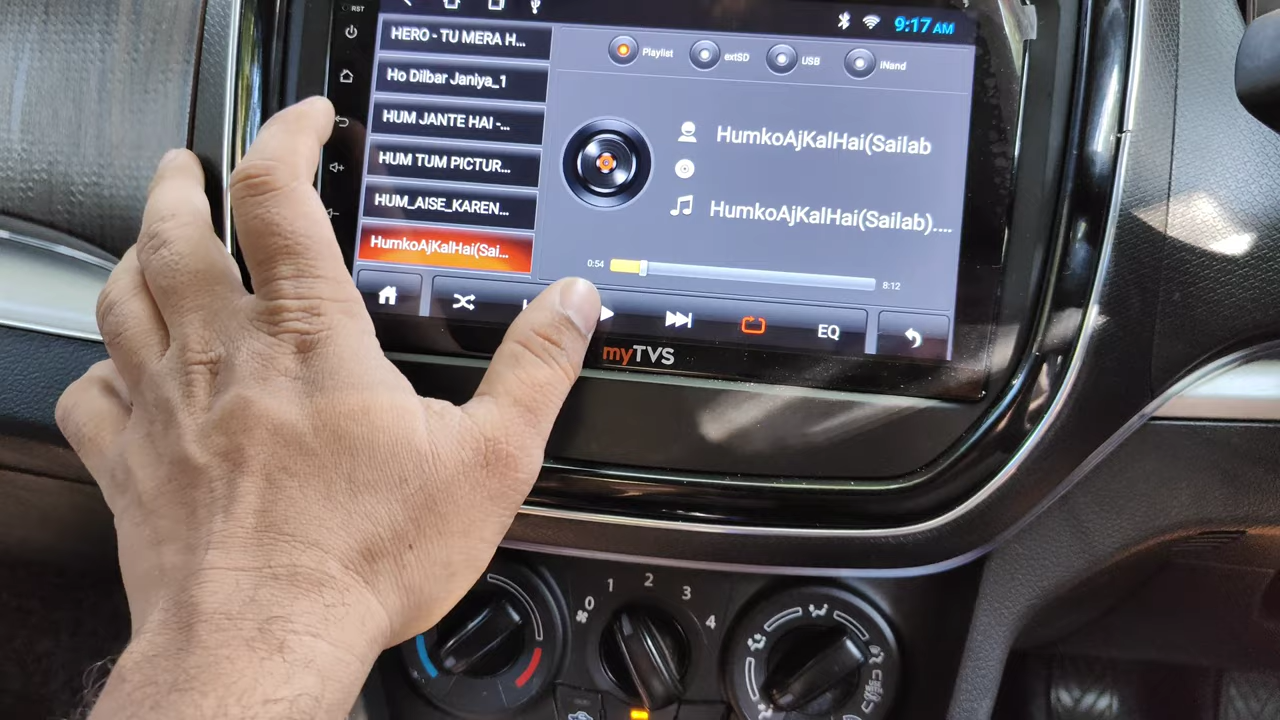 RST
9:17 AM
HERO - TU MERA H...
Ho Dilbar Janiya_1
HUM JANTE HAI -...
HUM TUM PICTUR...
HUM_AISE_KAREN...
HumkoAjKalHai(Sai...
Playlist
extSD
USB
iNand
HumkoAjKalHai(Sailab
HumkoAjKalHai(Sailab)....
0:54
8:12
EQ
myTVS
0
1
2
3
4